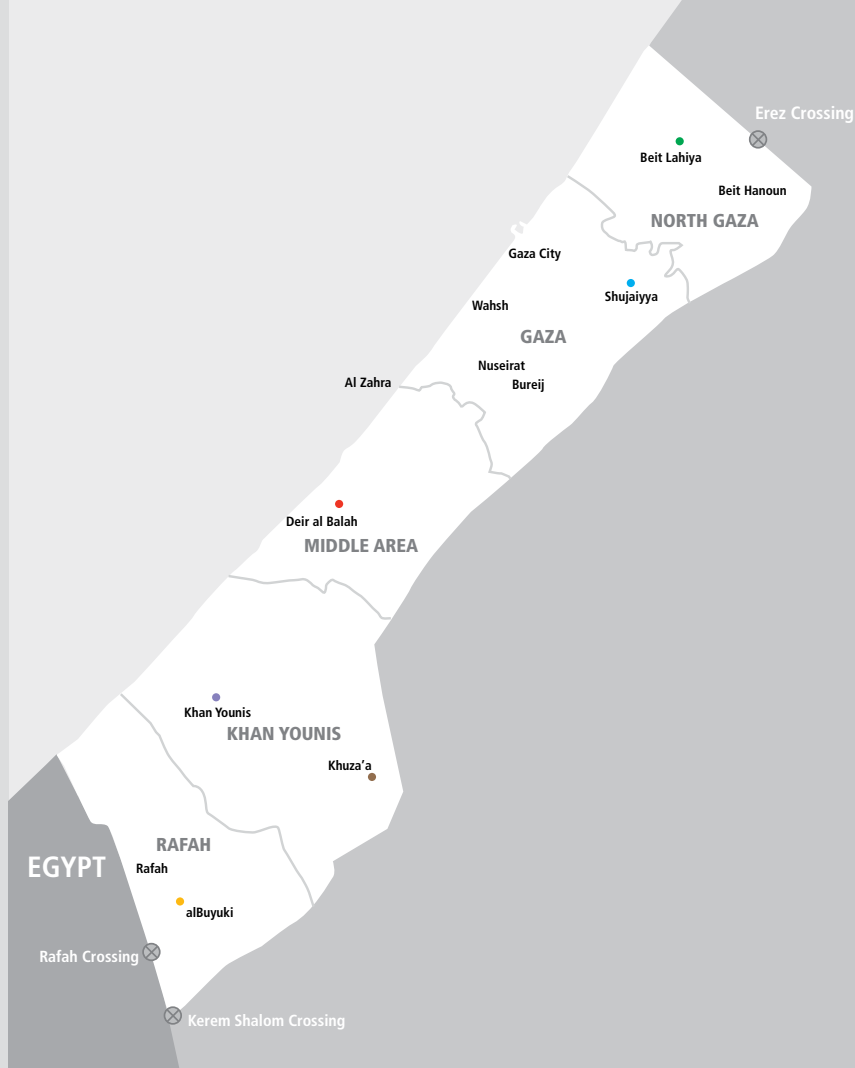 Erez Crossing
Beit Lahiya
Beit Hanoun
NORTH GAZA
Gaza City
Shujaiyya
Wahsh
GAZA
Nuseirat
Al Zahra
Bureij
Deir al Balah
MIDDLE AREA
Khan Younis
KHAN YOUNIS
Khuza’a
RAFAH
EGYPT
Rafah
alBuyuki
Rafah Crossing
Kerem Shalom Crossing